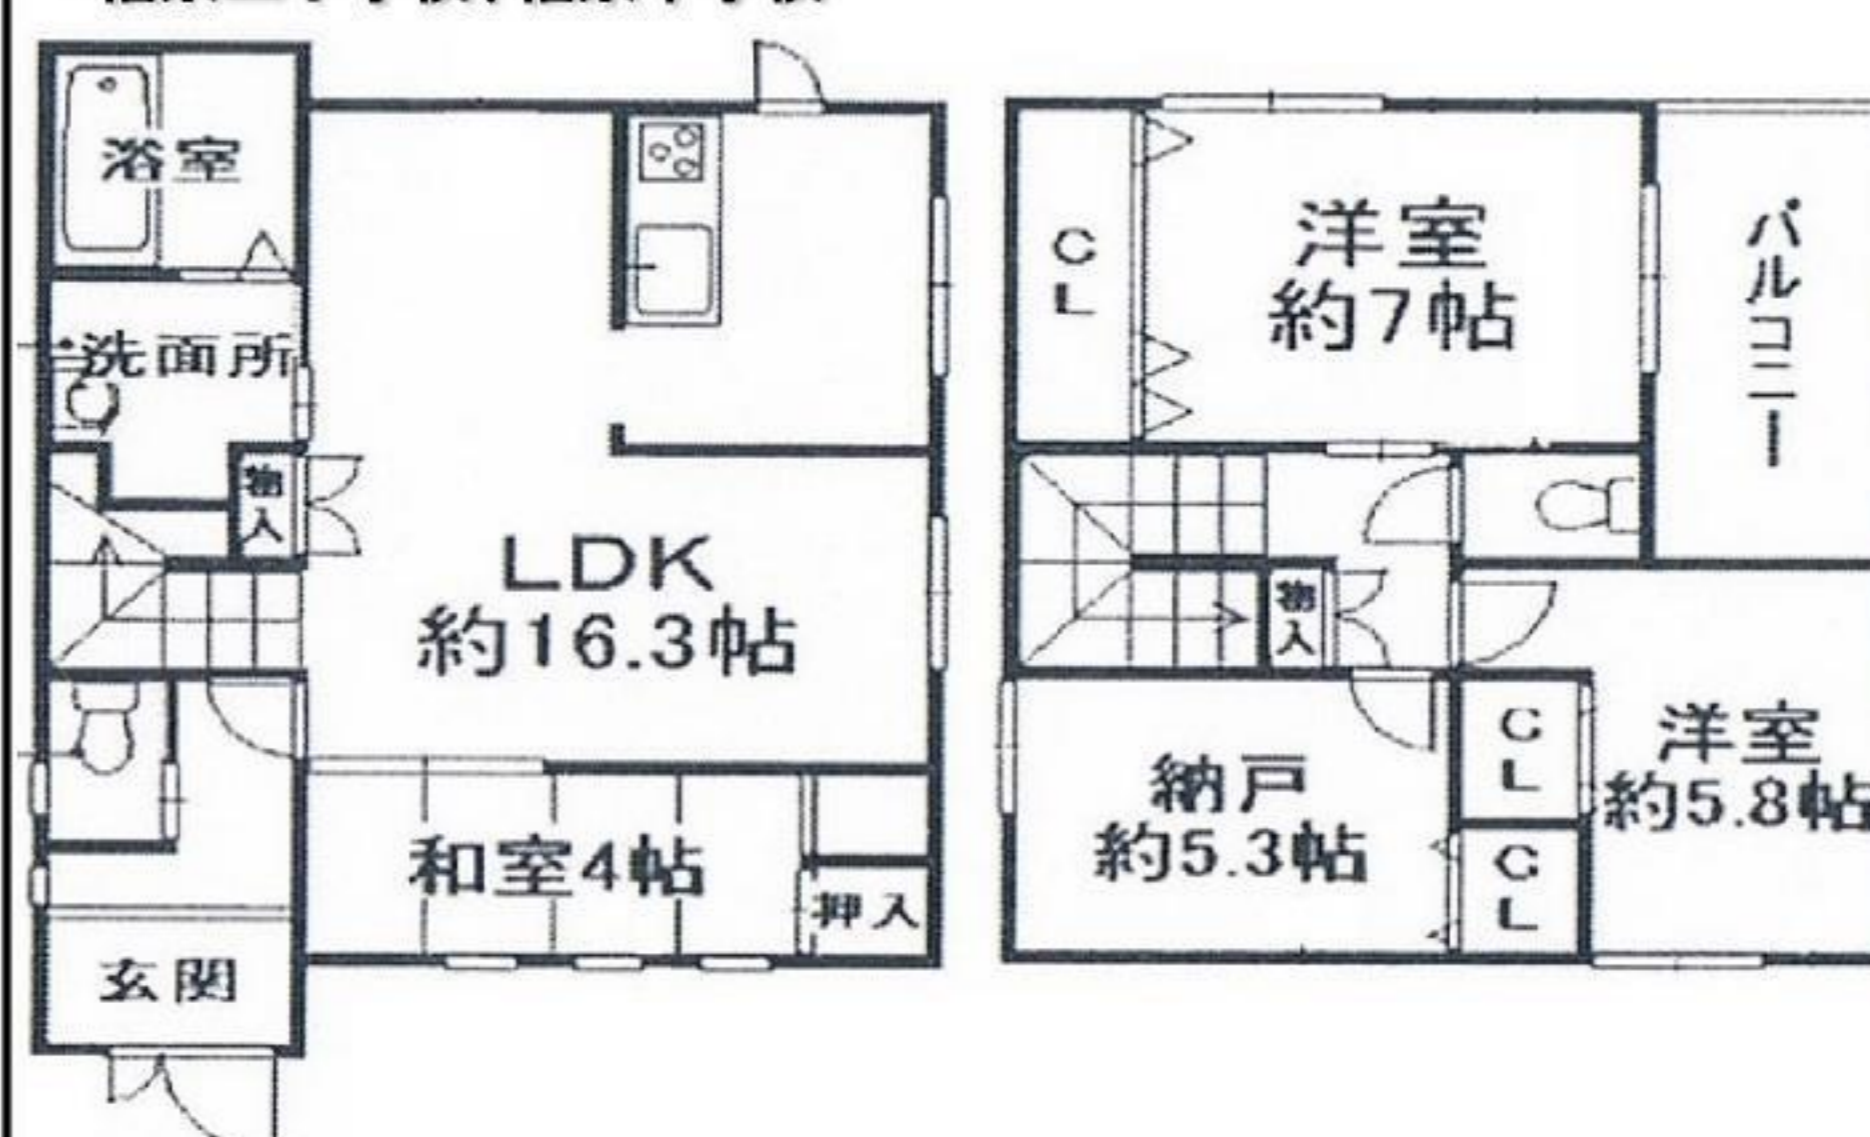 浴室
洗面所
物入
LDK
約16.3帖
和室4帖
押入
玄関
CL
洋室
約7帖
バルコニー
物入
納戸
約5.3帖
CL
CL
洋室
約5.8帖